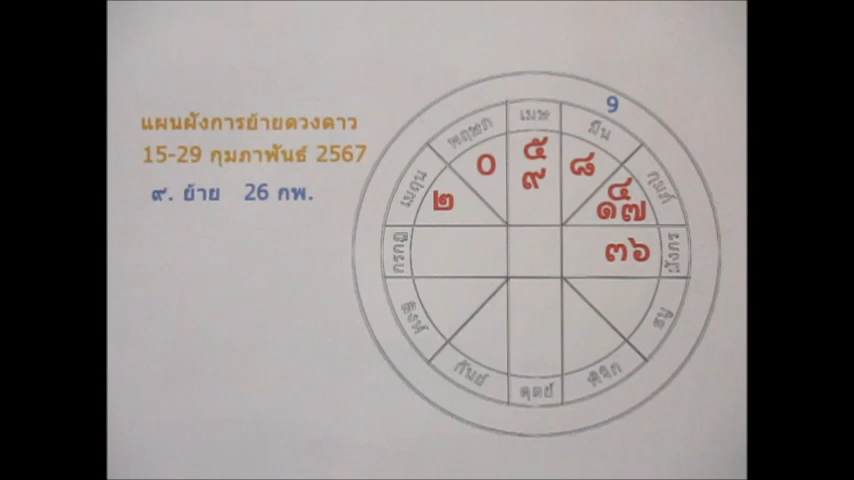 แผนผังการย้ายดวงดาว
15-29 กุมภาพันธ์ 2567
๙. ย้าย 26 กพ.
9
เมษ
พฤษภ
มีน
เมถุน
กุมภ์
กรกฎ
มังกร
สิงห์
ธนู
กันย์
ตุลย์
พิจิก
๕
๙
๐
๘
๒
๔
๑๗
๓๖